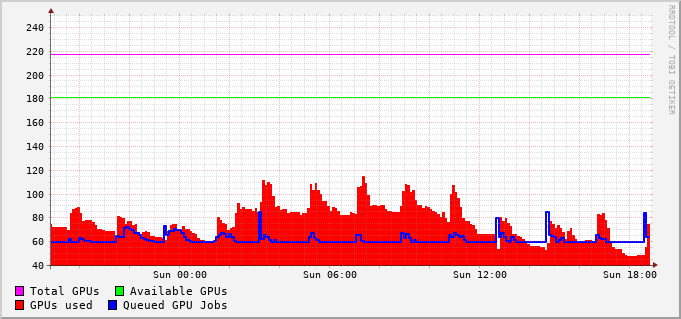 240
220
200
180
160
140
120
100
80
60
40
Sun 00:00 Sun 06:00 Sun 12:00 Sun 18:00
Total GPUs Available GPUs
GPUs used Queued GPU Jobs
RRDTOOL / TOBI OETIKER